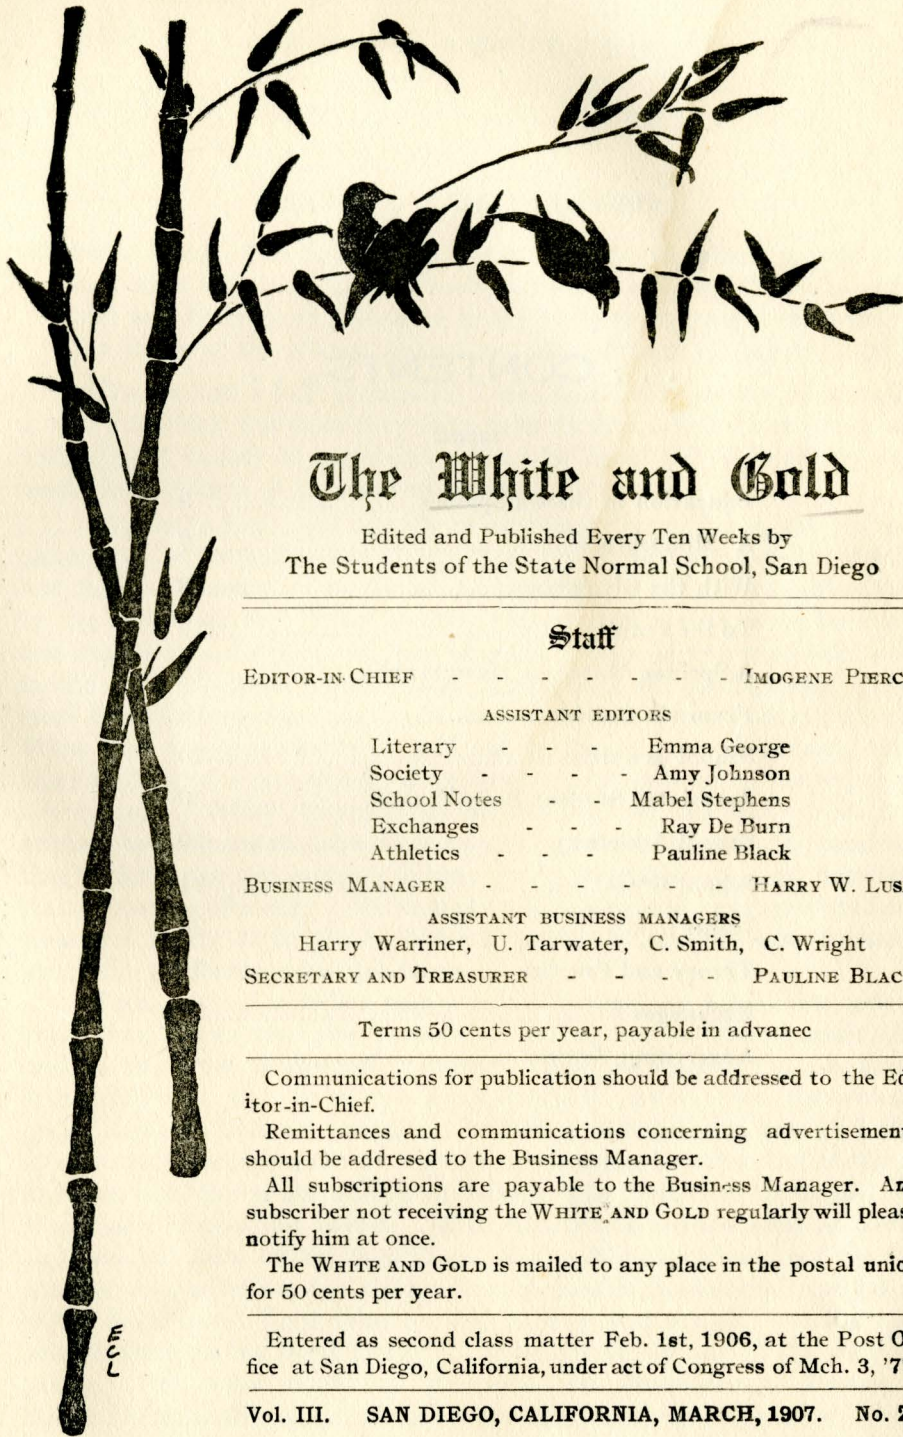 The White and Gold
Edited and Published Every Ten Weeks by
The Students of the State Normal School, San Diego
Staff
EDITOR-IN-CHIEF - - - - - - - IMOGENE PIERC
ASSISTANT EDITORS
Literary - - - Emma George
Society - - - - Amy Johnson
School Notes - - Mabel Stephens
Exchanges - - - Ray De Burn
Athletics - - - Pauline Black
BUSINESS MANAGER - - - - - - HARRY W. LUS
ASSISTANT BUSINESS MANAGERS
Harry Warriner, U. Tarwater, C. Smith, C. Wright
SECRETARY AND TREASURER - - - - PAULINE BLAC
Terms 50 cents per year, payable in advanec
Communications for publication should be addressed to the Ed
itor-in-Chief.
Remittances and communications concerning advertisemen
should be addresed to the Business Manager.
All subscriptions are payable to the Business Manager. An
subscriber not receiving the WHITE AND GOLD regularly will pleas
notify him at once.
The WHITE AND GOLD is mailed to any place in the postal unio
for 50 cents per year.
Entered as second class matter Feb. 1st, 1906, at the Post O
fice at San Diego, California, under act of Congress of Mch. 3, '7
E
C
L
Vol. III. SAN DIEGO, CALIFORNIA, MARCH, 1907. No. 2